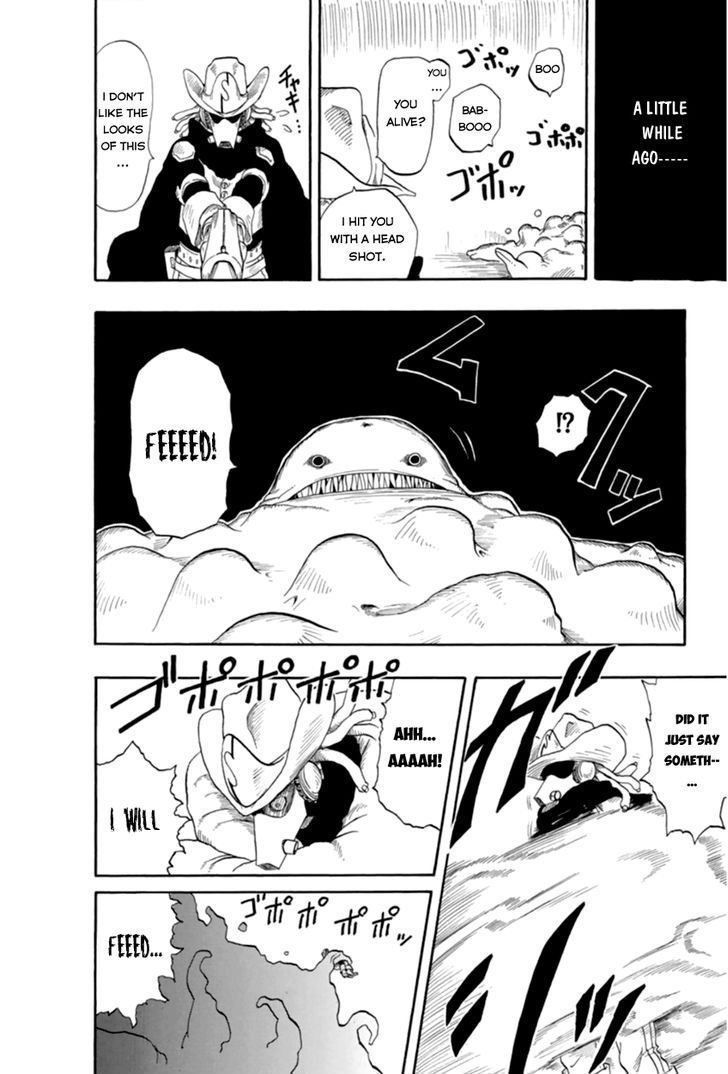 A LITTLE
WHILE
AGO-----
ゴポッ
BOO
BAB-
BOOO
ゴポポ
YOU
...
YOU
ALIVE?
ゴポッ
I HIT YOU
WITH A HEAD
SHOT.
チャキ...
I DON'T
LIKE THE
LOOKS
OF THIS
...
!?
ムクッ
FEEEED!
DID IT
JUST SAY
SOMETH--
...
ガバッ
ゴポポポポ
AHH...
AAAAH!
I WILL
ゴポポポポッ
FEEED...